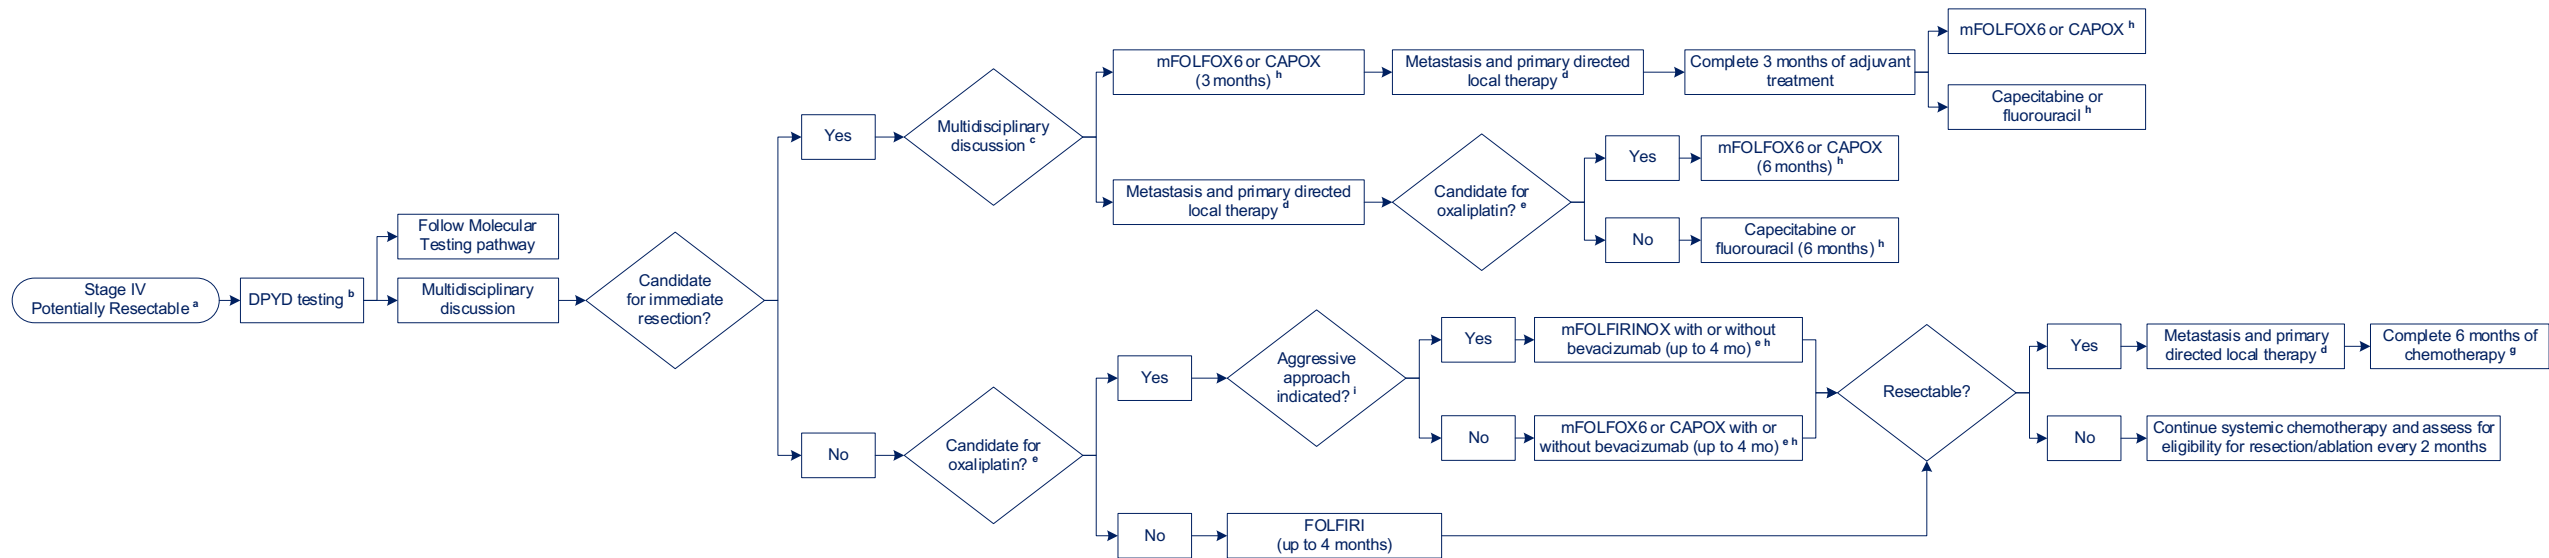 Stage IV
Potentially Resectable a
DPYD testing b
Follow Molecular
Testing pathway
Multidisciplinary
discussion
Candidate
for immediate
resection?
Yes
Multidisciplinary
discussion c
mFOLFOX6 or CAPOX
(3 months) h
Metastasis and primary directed
local therapy d
Complete 3 months of adjuvant
treatment
mFOLFOX6 or CAPOX h
Capecitabine or
fluorouracil h
Metastasis and primary directed
local therapy d
Candidate for
oxaliplatin? e
Yes
mFOLFOX6 or CAPOX
(6 months) h
No
Capecitabine or
fluorouracil (6 months) h
No
Candidate for
oxaliplatin? e
Yes
Aggressive
approach
indicated? i
Yes
mFOLFIRINOX with or without
bevacizumab (up to 4 mo) e h
No
mFOLFOX6 or CAPOX with or
without bevacizumab (up to 4 mo) e h
No
FOLFIRI
(up to 4 months)
Resectable?
Yes
Metastasis and primary
directed local therapy d
Complete 6 months of
chemotherapy g
No
Continue systemic chemotherapy and assess for
eligibility for resection/ablation every 2 months